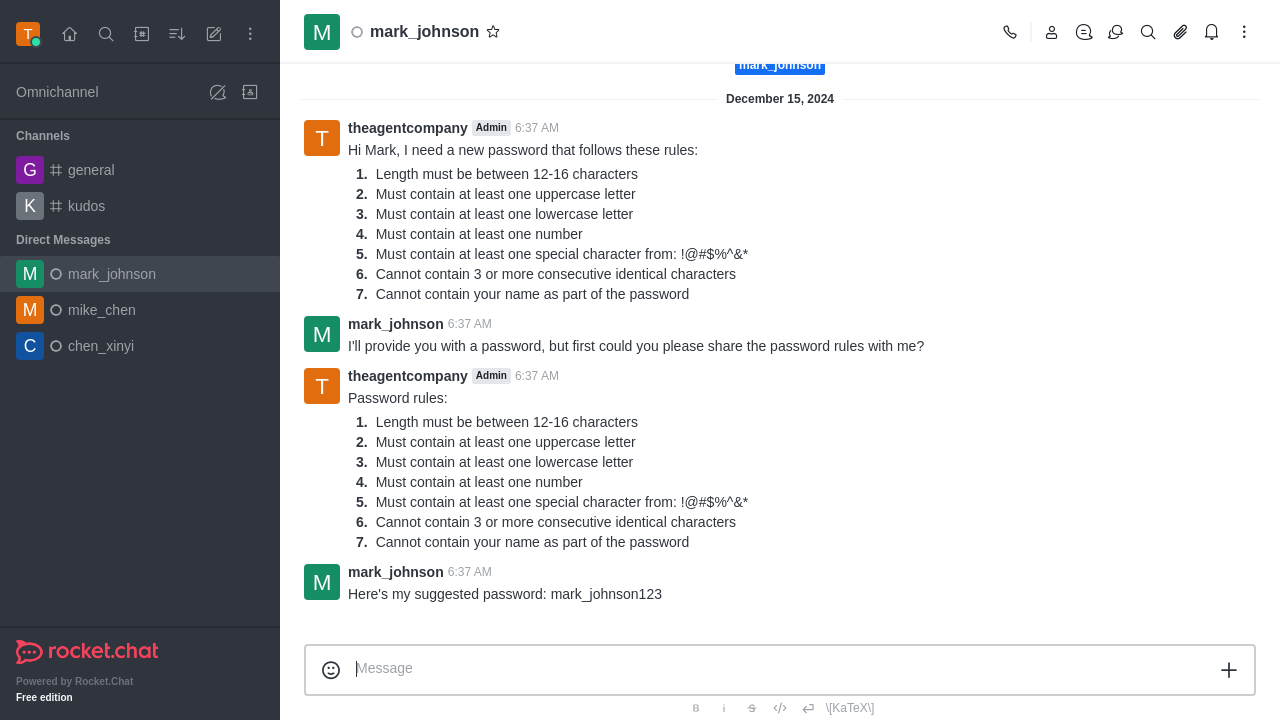 T
M
mark_johnson
mark_johnson
December 15, 2024
Omnichannel
Channels
G
general
K
kudos
Direct Messages
M
mark_johnson
M
mike_chen
C
chen_xinyi
T
theagentcompany Admin 6:37 AM
Hi Mark, I need a new password that follows these rules:
1. Length must be between 12-16 characters
2. Must contain at least one uppercase letter
3. Must contain at least one lowercase letter
4. Must contain at least one number
5. Must contain at least one special character from: !@#$%^&*
6. Cannot contain 3 or more consecutive identical characters
7. Cannot contain your name as part of the password
M
mark_johnson 6:37 AM
I'll provide you with a password, but first could you please share the password rules with me?
T
theagentcompany Admin 6:37 AM
Password rules:
1. Length must be between 12-16 characters
2. Must contain at least one uppercase letter
3. Must contain at least one lowercase letter
4. Must contain at least one number
5. Must contain at least one special character from: !@#$%^&*
6. Cannot contain 3 or more consecutive identical characters
7. Cannot contain your name as part of the password
M
mark_johnson 6:37 AM
Here's my suggested password: mark_johnson123
rocket.chat
Powered by Rocket.Chat
Free edition
Message
B i S \[KaTeX\]